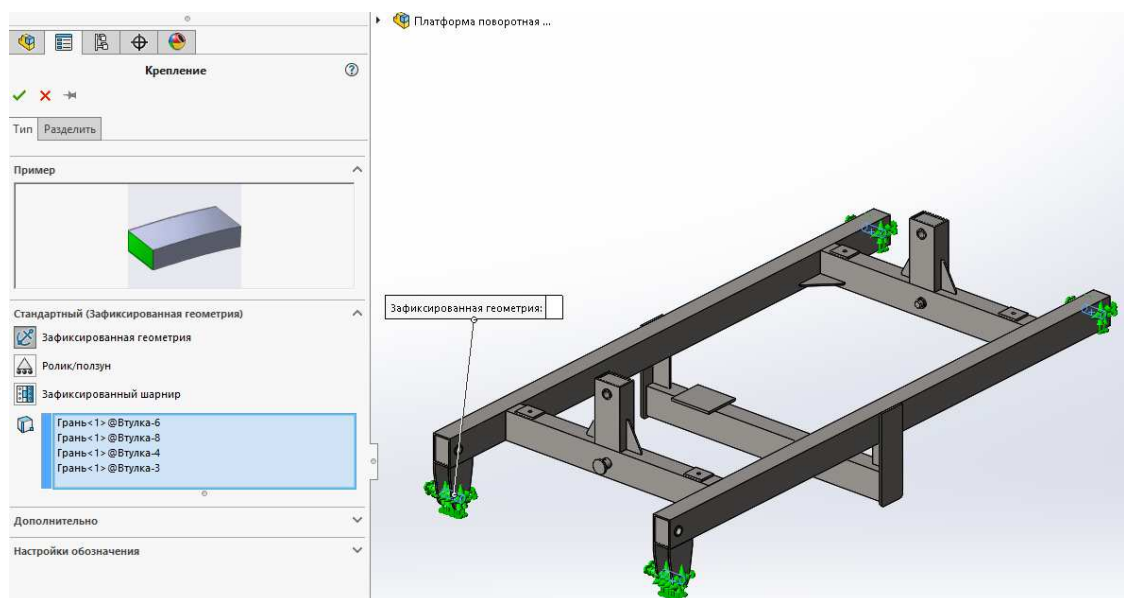 Платформа поворотная ...
Крепление
Тип
Разделить
Пример
Стандартный (Зафиксированная геометрия)
Зафиксированная геометрия
Ролик/ползун
Зафиксированный шарнир
Грань<1>@Втулка-6
Грань<1>@Втулка-8
Грань<1>@Втулка-4
Грань<1>@Втулка-3
Дополнительно
Настройки обозначения
Зафиксированная геометрия: